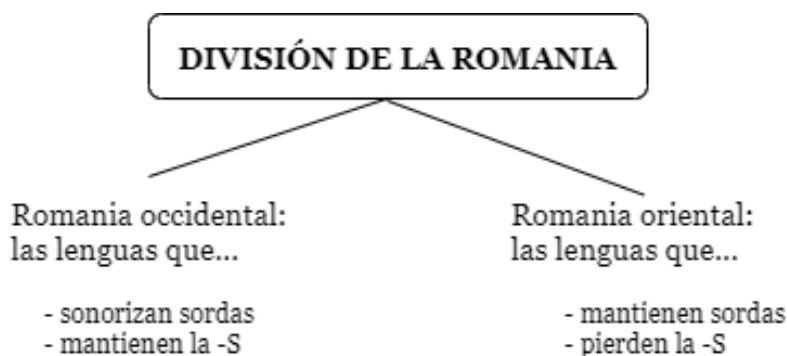 DIVISIÓN DE LA ROMANIA
Romania occidental:
las lenguas que...
- sonorizan sordas
- mantienen la -S
Romania oriental:
las lenguas que...
- mantienen sordas
- pierden la -S